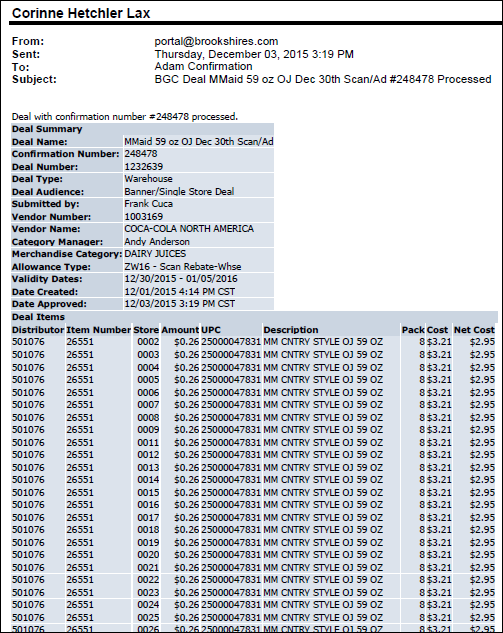 Corinne Hetchler Lax
From: portal@brookshires.com
Sent: Thursday, December 03, 2015 3:19 PM
To: Adam Confirmation
Subject: BGC Deal MMaid 59 oz OJ Dec 30th Scan/Ad #248478 Processed
Deal with confirmation number #248478 processed.
Deal Summary
Deal Name: MMaid 59 oz OJ Dec 30th Scan/Ad
Confirmation Number: 248478
Deal Number: 1232639
Deal Type: Warehouse
Deal Audience: Banner/Single Store Deal
Submitted by: Frank Cuca
Vendor Number: 1003169
Vendor Name: COCA-COLA NORTH AMERICA
Category Manager: Andy Anderson
Merchandise Category: DAIRY JUICES
Allowance Type: ZW16 - Scan Rebate-Whse
Validity Dates: 12/30/2015 - 01/05/2016
Date Created: 12/01/2015 4:14 PM CST
Date Approved: 12/03/2015 3:19 PM CST
Deal Items
Distributor Item Number Store Amount UPC Description Pack Cost Net Cost
501076 26551 0002 $0.26 25000047831 MM CNTRY STYLE OJ 59 OZ 8 $3.21 $2.95
501076 26551 0003 $0.26 25000047831 MM CNTRY STYLE OJ 59 OZ 8 $3.21 $2.95
501076 26551 0004 $0.26 25000047831 MM CNTRY STYLE OJ 59 OZ 8 $3.21 $2.95
501076 26551 0005 $0.26 25000047831 MM CNTRY STYLE OJ 59 OZ 8 $3.21 $2.95
501076 26551 0006 $0.26 25000047831 MM CNTRY STYLE OJ 59 OZ 8 $3.21 $2.95
501076 26551 0007 $0.26 25000047831 MM CNTRY STYLE OJ 59 OZ 8 $3.21 $2.95
501076 26551 0008 $0.26 25000047831 MM CNTRY STYLE OJ 59 OZ 8 $3.21 $2.95
501076 26551 0009 $0.26 25000047831 MM CNTRY STYLE OJ 59 OZ 8 $3.21 $2.95
501076 26551 0011 $0.26 25000047831 MM CNTRY STYLE OJ 59 OZ 8 $3.21 $2.95
501076 26551 0012 $0.26 25000047831 MM CNTRY STYLE OJ 59 OZ 8 $3.21 $2.95
501076 26551 0013 $0.26 25000047831 MM CNTRY STYLE OJ 59 OZ 8 $3.21 $2.95
501076 26551 0014 $0.26 25000047831 MM CNTRY STYLE OJ 59 OZ 8 $3.21 $2.95
501076 26551 0015 $0.26 25000047831 MM CNTRY STYLE OJ 59 OZ 8 $3.21 $2.95
501076 26551 0016 $0.26 25000047831 MM CNTRY STYLE OJ 59 OZ 8 $3.21 $2.95
501076 26551 0017 $0.26 25000047831 MM CNTRY STYLE OJ 59 OZ 8 $3.21 $2.95
501076 26551 0018 $0.26 25000047831 MM CNTRY STYLE OJ 59 OZ 8 $3.21 $2.95
501076 26551 0019 $0.26 25000047831 MM CNTRY STYLE OJ 59 OZ 8 $3.21 $2.95
501076 26551 0020 $0.26 25000047831 MM CNTRY STYLE OJ 59 OZ 8 $3.21 $2.95
501076 26551 0021 $0.26 25000047831 MM CNTRY STYLE OJ 59 OZ 8 $3.21 $2.95
501076 26551 0022 $0.26 25000047831 MM CNTRY STYLE OJ 59 OZ 8 $3.21 $2.95
501076 26551 0023 $0.26 25000047831 MM CNTRY STYLE OJ 59 OZ 8 $3.21 $2.95
501076 26551 0024 $0.26 25000047831 MM CNTRY STYLE OJ 59 OZ 8 $3.21 $2.95
501076 26551 0025 $0.26 25000047831 MM CNTRY STYLE OJ 59 OZ 8 $3.21 $2.95
501076 26551 0026 $0.26 25000047831 MM CNTRY STYLE OJ 59 OZ 8 $3.21 $2.95